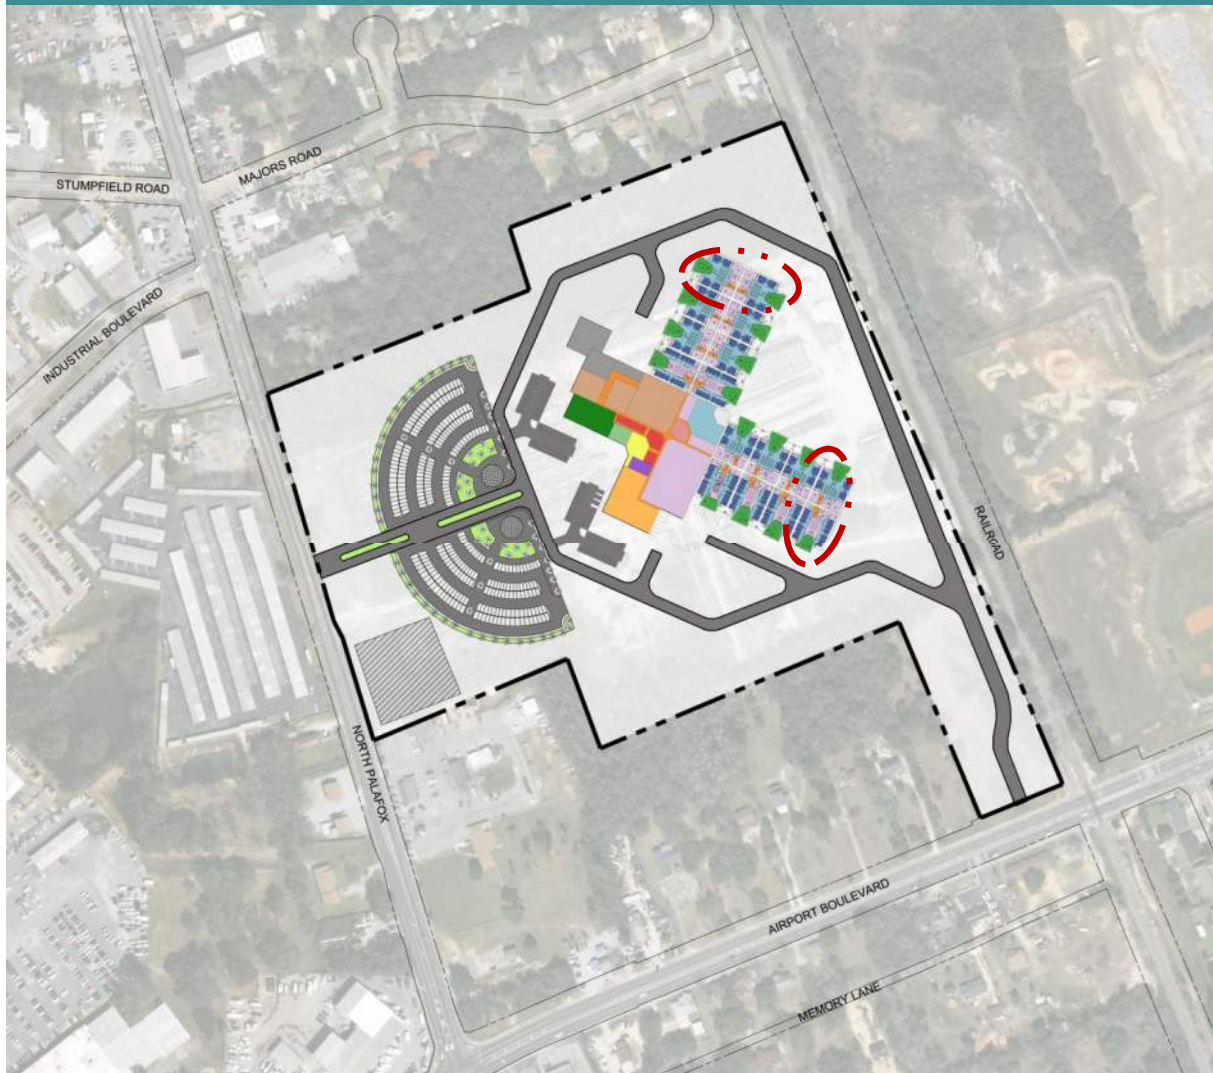 MAJORS ROAD
STUMPFIELD ROAD
INDUSTRIAL BOULEVARD
RAILROAD
NORTH PALAFOX
AIRPORT BOULEVARD
MEMORY LANE